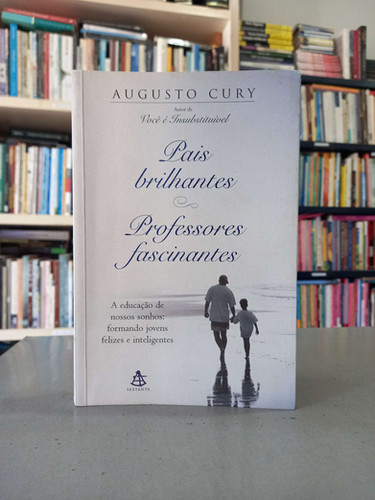 AUGUSTO CURY
Autor de
Você é Insubstituível
Pais
brilhantes
Professores
fascinantes
A educação de
nossos sonhos:
formando jovens
felizes e inteligentes
SEXTANTE